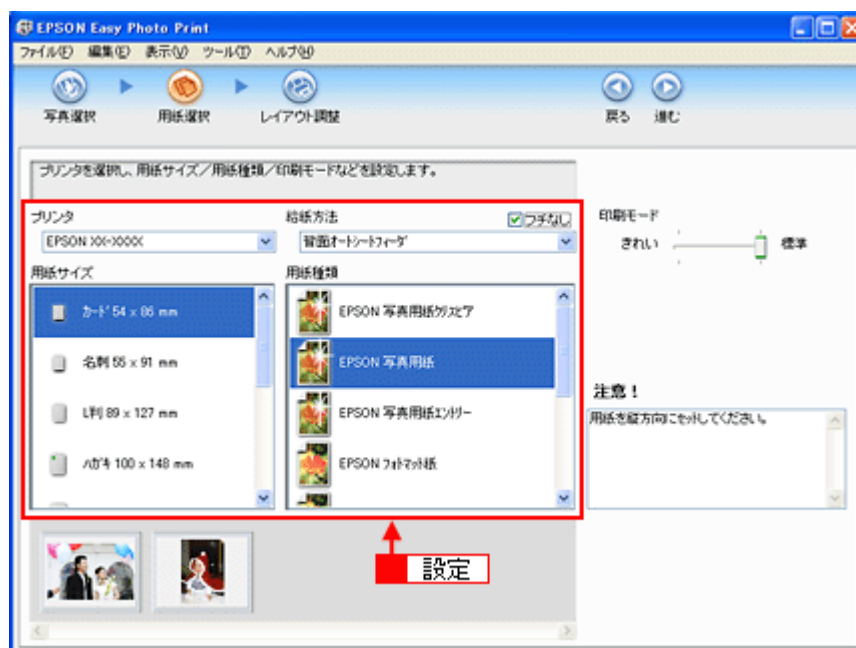 EPSON Easy Photo Print
ファイル(F) 編集(E) 表示(V) ツール(T) ヘルプ(H)
写真選択 用紙選択 レイアウト調整 戻る 進む
プリンタを選択し、用紙サイズ/用紙種類/印刷モードなどを設定します。
プリンタ
EPSON XX-XXXX
給紙方法
フチなし
背面オートシートフィーダ
用紙サイズ
カード 54 x 86 mm
名刺 55 x 91 mm
L判 89 x 127 mm
ハガキ 100 x 148 mm
用紙種類
EPSON 写真用紙クリスピア
EPSON 写真用紙
EPSON 写真用紙エントリー
EPSON フォトマット紙
印刷モード
きれい 標準
注意!
用紙を縦方向にセットしてください。
設定